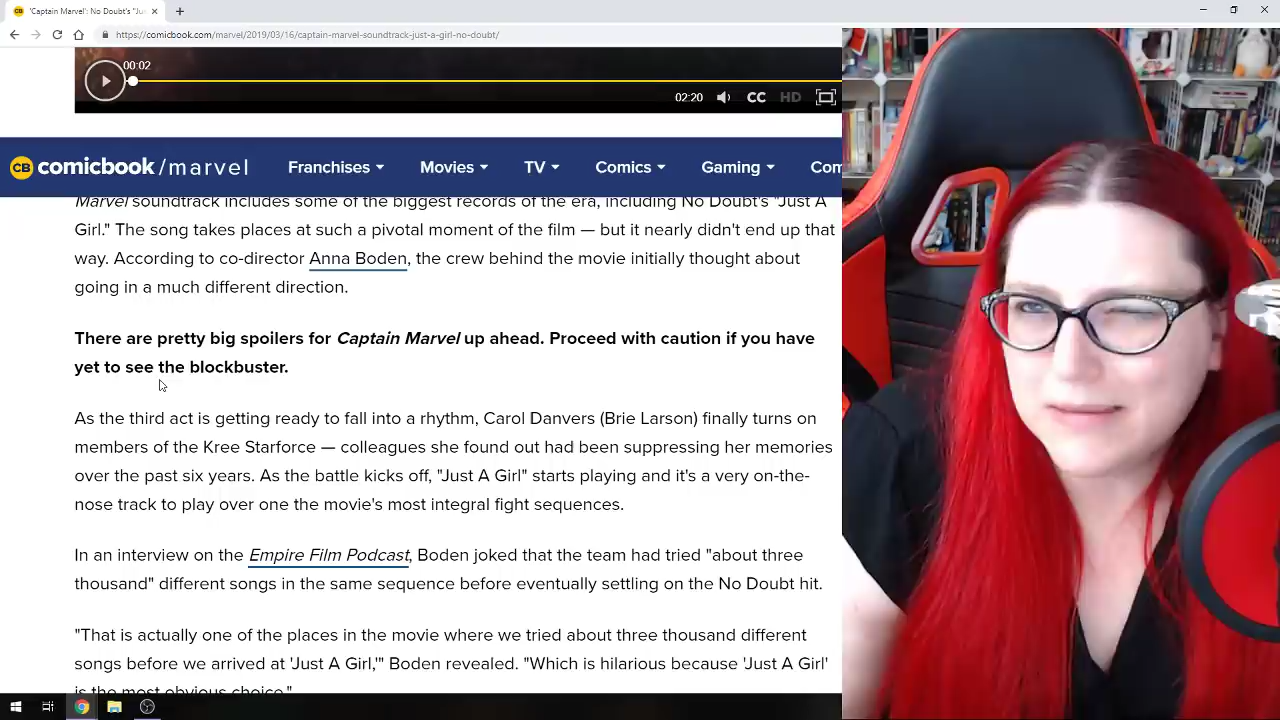 'Captain Marvel': No Doubt's "Ju
https://comicbook.com/marvel/2019/03/16/captain-marvel-soundtrack-just-a-girl-no-doubt/
00:02
02:20
CC
HD
CB comicbook/marvel Franchises Movies TV Comics Gaming Com
Marvel soundtrack includes some of the biggest records of the era, including No Doubt's "Just A
Girl." The song takes places at such a pivotal moment of the film — but it nearly didn't end up that
way. According to co-director Anna Boden, the crew behind the movie initially thought about
going in a much different direction.
There are pretty big spoilers for Captain Marvel up ahead. Proceed with caution if you have
yet to see the blockbuster.
As the third act is getting ready to fall into a rhythm, Carol Danvers (Brie Larson) finally turns on
members of the Kree Starforce — colleagues she found out had been suppressing her memories
over the past six years. As the battle kicks off, "Just A Girl" starts playing and it's a very on-the-
nose track to play over one the movie's most integral fight sequences.
In an interview on the Empire Film Podcast, Boden joked that the team had tried "about three
thousand" different songs in the same sequence before eventually settling on the No Doubt hit.
"That is actually one of the places in the movie where we tried about three thousand different
songs before we arrived at 'Just A Girl,'" Boden revealed. "Which is hilarious because 'Just A Girl'
is the most obvious choice."